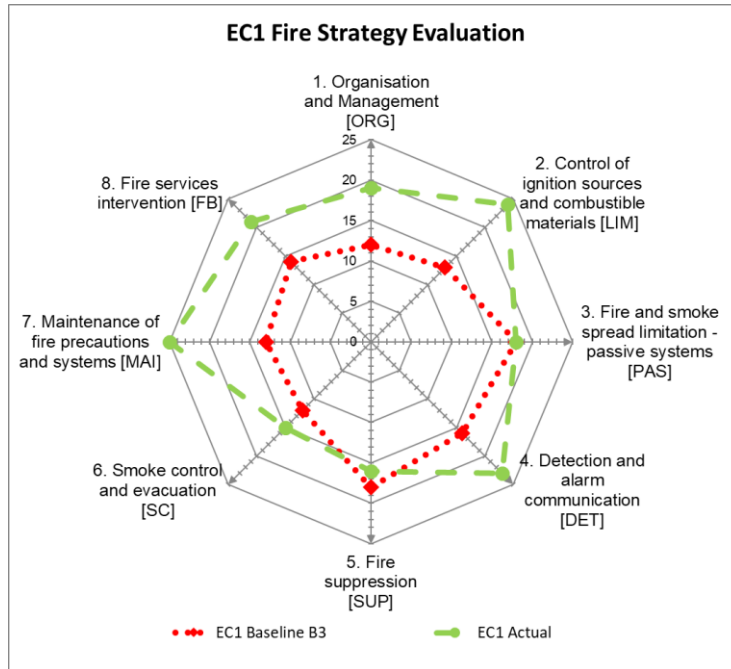 EC1 Fire Strategy Evaluation
1. Organisation
and Management
[ORG]
25
20
15
10
5
0
2. Control of
ignition sources
and combustible
materials [LIM]
3. Fire and smoke
spread limitation -
passive systems
[PAS]
4. Detection and
alarm
communication
[DET]
5. Fire
suppression
[SUP]
6. Smoke control
and evacuation
[SC]
7. Maintenance of
fire precautions
and systems [MAI]
8. Fire services
intervention [FB]
EC1 Baseline B3
EC1 Actual